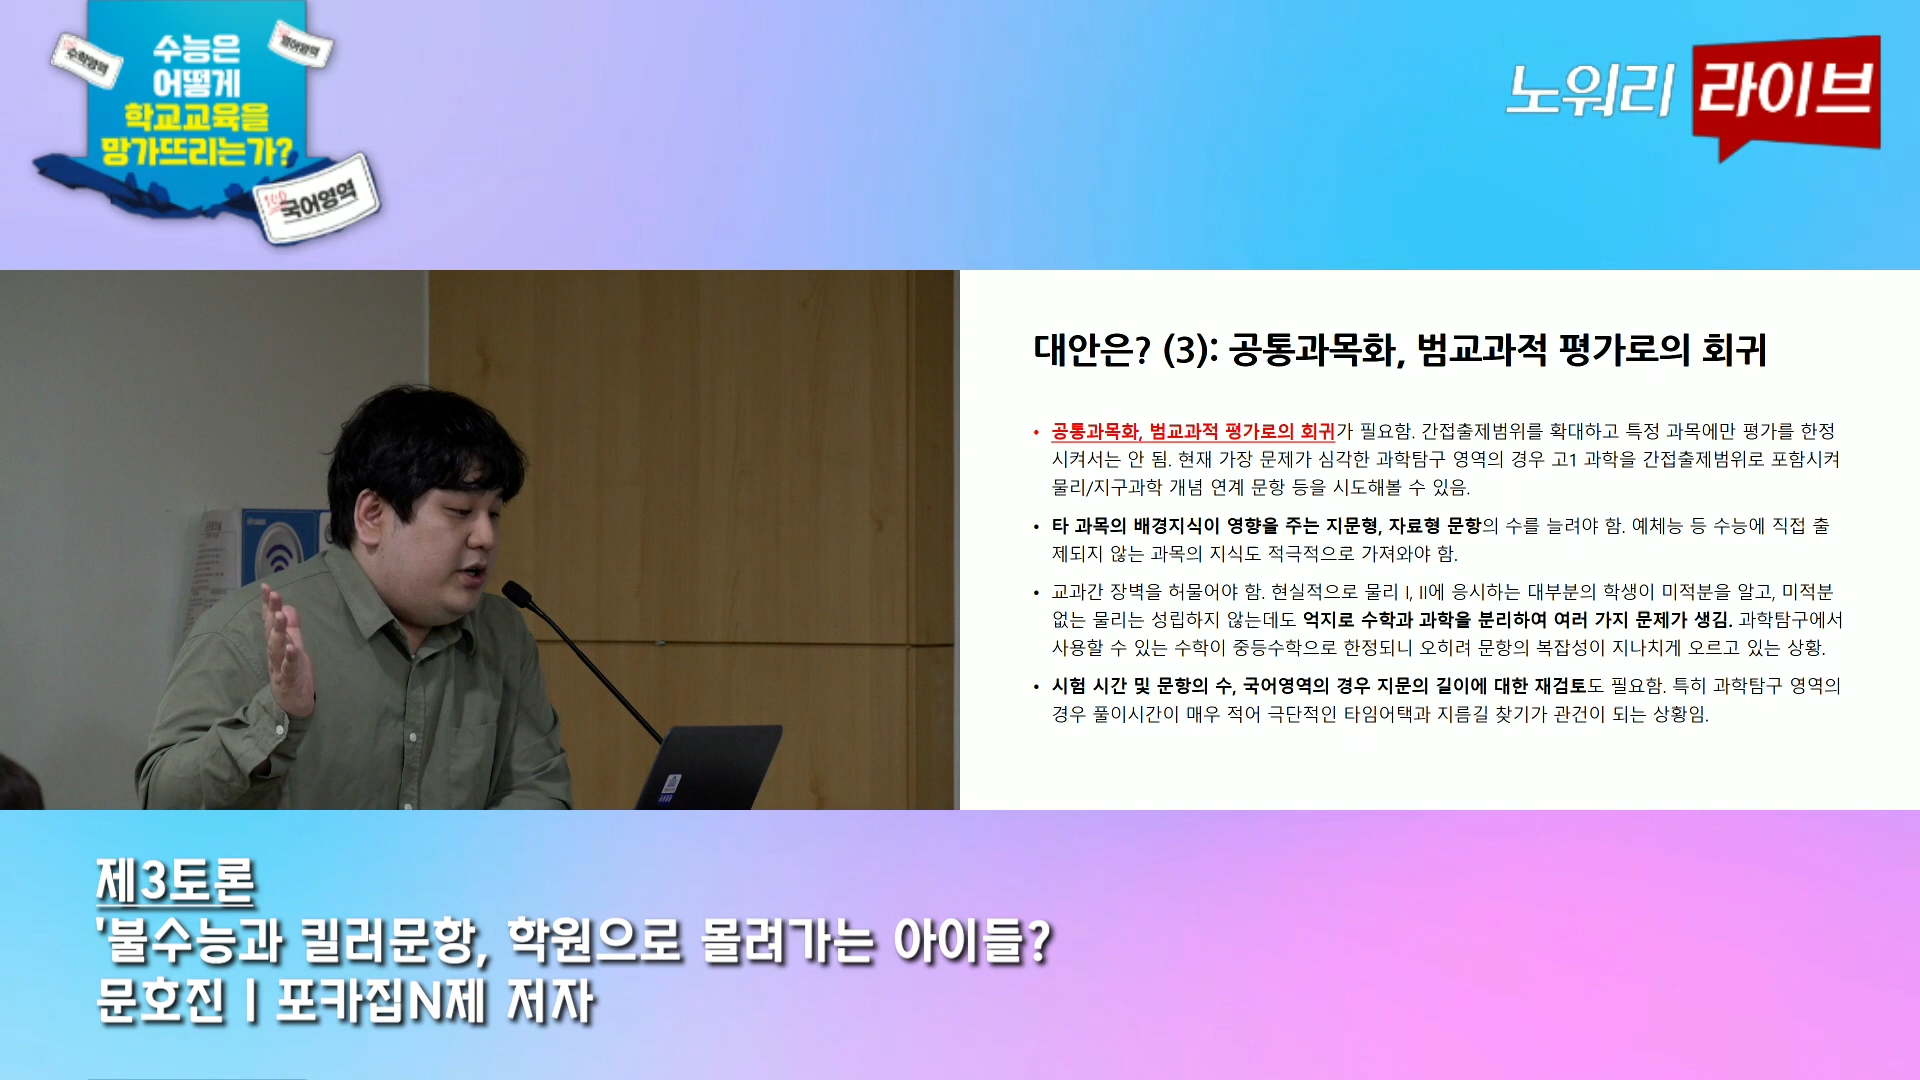 수학영역
영어영역
수능은
어떻게
학교교육을
망가뜨리는가?
100
국어영역
노워리 라이브
대안은? (3): 공통과목화, 범교과적 평가로의 회귀
• 공통과목화, 범교과적 평가로의 회귀가 필요함. 간접출제범위를 확대하고 특정 과목에만 평가를 한정
시켜서는 안 됨. 현재 가장 문제가 심각한 과학탐구 영역의 경우 고1 과학을 간접출제범위로 포함시켜
물리/지구과학 개념 연계 문항 등을 시도해볼 수 있음.
• 타 과목의 배경지식이 영향을 주는 지문형, 자료형 문항의 수를 늘려야 함. 예체능 등 수능에 직접 출
제되지 않는 과목의 지식도 적극적으로 가져와야 함.
• 교과간 장벽을 허물어야 함. 현실적으로 물리 I, II에 응시하는 대부분의 학생이 미적분을 알고, 미적분
없는 물리는 성립하지 않는데도 억지로 수학과 과학을 분리하여 여러 가지 문제가 생김. 과학탐구에서
사용할 수 있는 수학이 중등수학으로 한정되니 오히려 문항의 복잡성이 지나치게 오르고 있는 상황.
• 시험 시간 및 문항의 수, 국어영역의 경우 지문의 길이에 대한 재검토도 필요함. 특히 과학탐구 영역의
경우 풀이시간이 매우 적어 극단적인 타임어택과 지름길 찾기가 관건이 되는 상황임.
제3토론
'불수능과 킬러문항, 학원으로 몰려가는 아이들?
문호진 | 포카집N제 저자